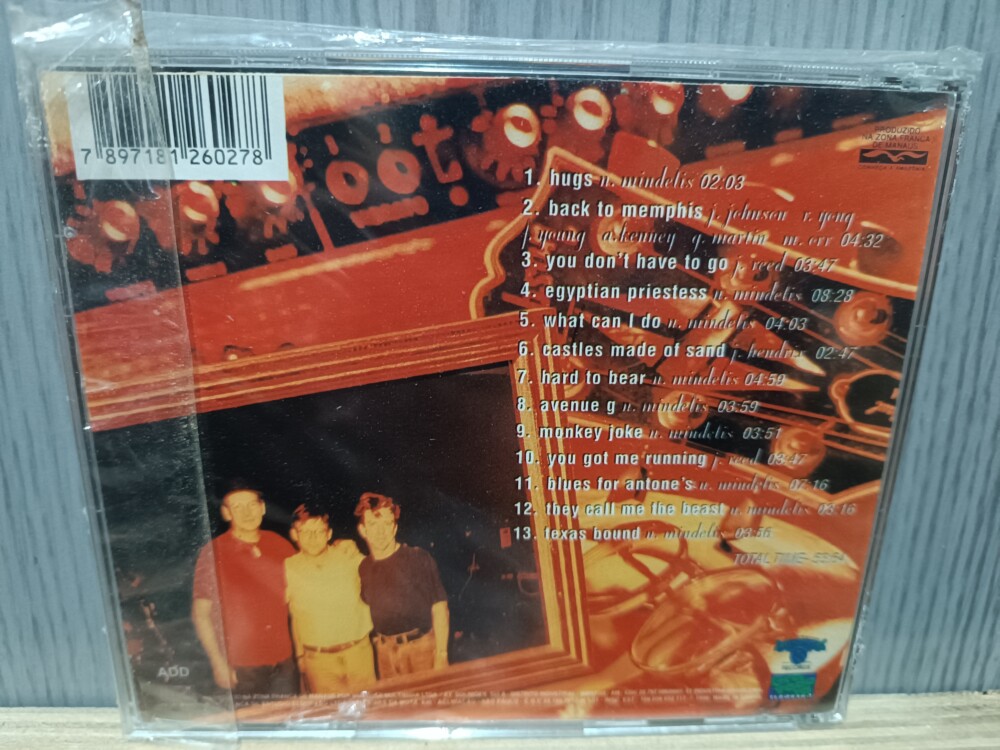 7 897181 260278
root
PRODUZIDO
NA ZONA FRANCA
DE MANAUS
1. hugs n. mindelis 02:03
2. back to memphis j. johnson r. yong
f. young a.kenney g. martin m. orr 04:32
3. you don't have to go j. reed 03:47
4. egyptian priestess n. mindelis 08:28
5. what can I do n. mindelis 04:03
6. castles made of sand j. hendrix 02:47
7. hard to bear n. mindelis 04:59
8. avenue g n. mindelis 03:59
9. monkey joke n. mindelis 03:51
10. you got me running j. reed 03:47
11. blues for antone's n. mindelis 07:16
12. they call me the beast n. mindelis 03:16
13. texas bound n. mindelis 03:56
TOTAL TIME- 53:54